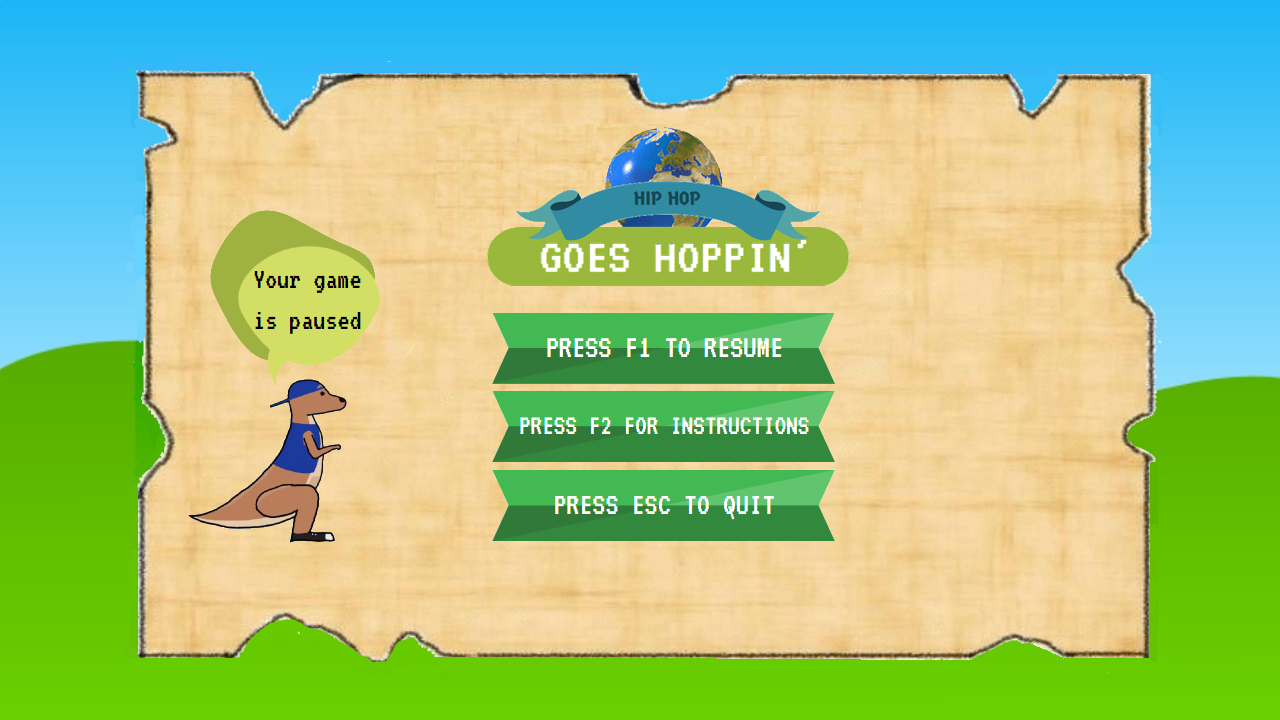 HIP HOP
GOES HOPPIN'
Your game
is paused
PRESS F1 TO RESUME
PRESS F2 FOR INSTRUCTIONS
PRESS ESC TO QUIT